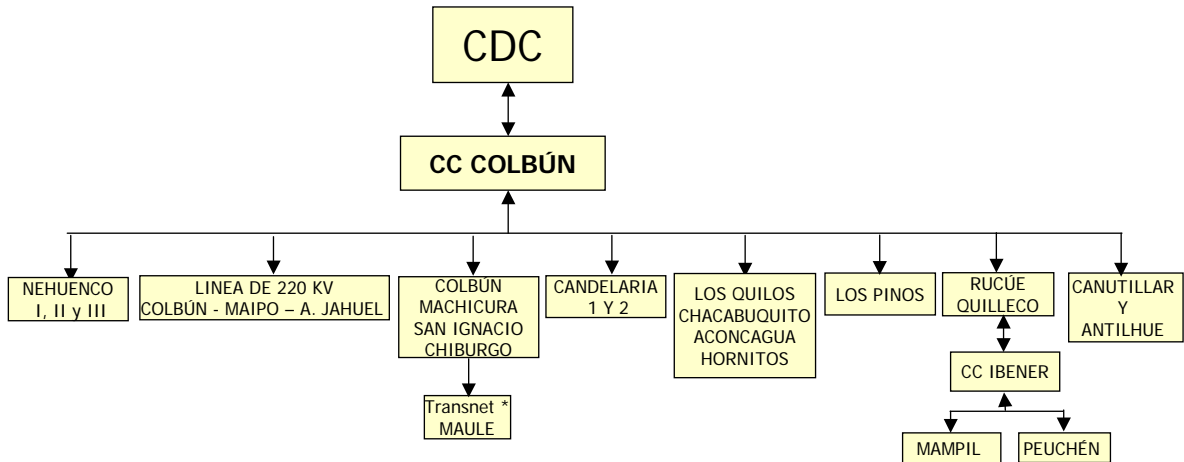 CDC
CC COLBÚN
NEHUENCO
I, II y III
LINEA DE 220 KV
COLBÚN - MAIPO – A. JAHUEL
COLBÚN
MACHICURA
SAN IGNACIO
CHIBURGO
CANDELARIA
1 Y 2
LOS QUILOS
CHACABUQUITO
ACONCAGUA
HORNITOS
LOS PINOS
RUCÚE
QUILLECO
CANUTILLAR
Y
ANTILHUE
Transnet *
MAULE
CC IBENER
MAMPIL
PEUCHÉN